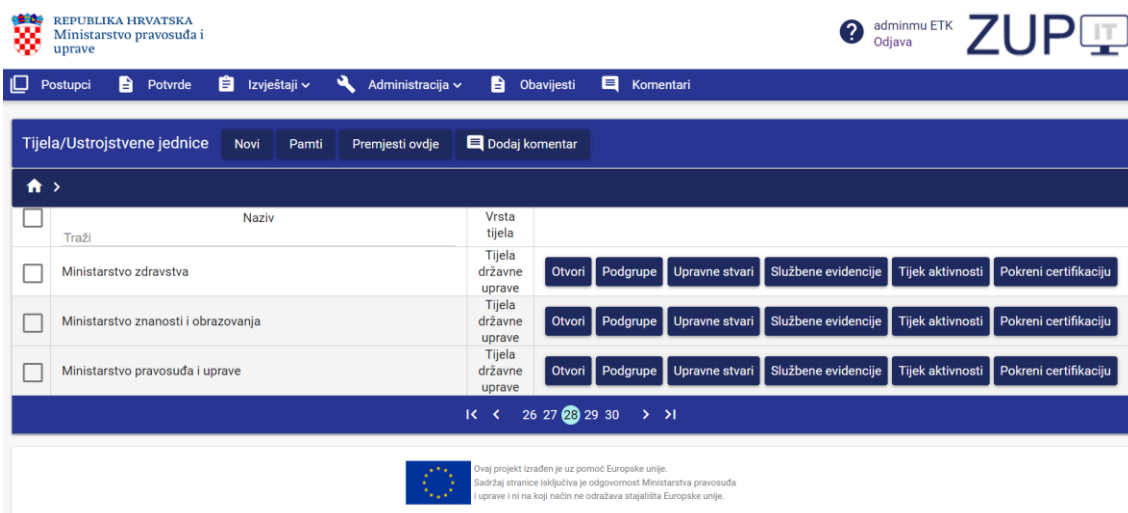 REPUBLIKA HRVATSKA
Ministarstvo pravosuđa i
uprave
? adminmu ETK
Odjava
ZUP IT
Postupci Potvrde Izvještaji Administracija Obavijesti Komentari
Tijela/Ustrojstvene jednice Novi Pamti Premjesti ovdje Dodaj komentar
Naziv Vrsta
tijela
Traži
Tijela
državne
uprave
Ministarstvo zdravstva Otvori Podgrupe Upravne stvari Službene evidencije Tijek aktivnosti Pokreni certifikaciju
Tijela
državne
uprave
Ministarstvo znanosti i obrazovanja Otvori Podgrupe Upravne stvari Službene evidencije Tijek aktivnosti Pokreni certifikaciju
Tijela
državne
uprave
Ministarstvo pravosuđa i uprave Otvori Podgrupe Upravne stvari Službene evidencije Tijek aktivnosti Pokreni certifikaciju
26 27 28 29 30
Ovaj projekt izrađen je uz pomoć Europske unije.
Sadržaj stranice isključiva je odgovornost Ministarstva pravosuđa
i uprave i ni na koji način ne odražava stajališta Europske unije.